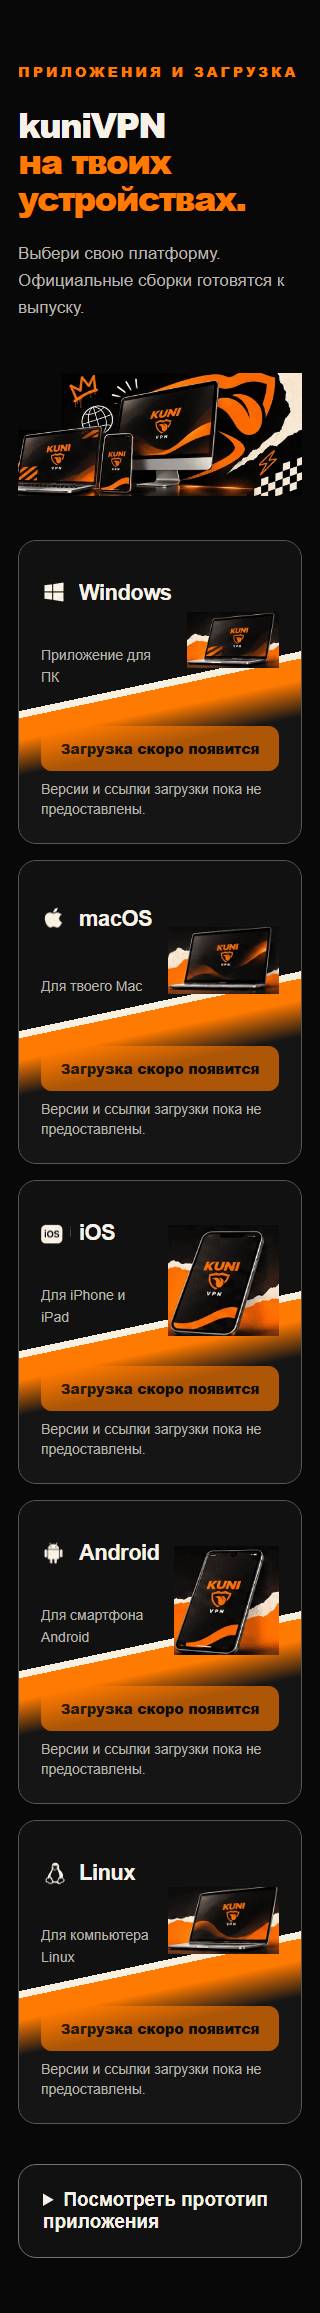 ПРИЛОЖЕНИЯ И ЗАГРУЗКА
kuniVPN
на твоих
устройствах.
Выбери свою платформу.
Официальные сборки готовятся к
выпуску.
KUNI
VPN
KUNI
VPN
KUNI
VPN
Windows
KUNI
VPN
Приложение для
ПК
Загрузка скоро появится
Версии и ссылки загрузки пока не
предоставлены.
macOS
KUNI
VPN
Для твоего Mac
Загрузка скоро появится
Версии и ссылки загрузки пока не
предоставлены.
iOS
iOS
KUNI
VPN
Для iPhone и
iPad
Загрузка скоро появится
Версии и ссылки загрузки пока не
предоставлены.
Android
KUNI
VPN
Для смартфона
Android
Загрузка скоро появится
Версии и ссылки загрузки пока не
предоставлены.
Linux
KUNI
VPN
Для компьютера
Linux
Загрузка скоро появится
Версии и ссылки загрузки пока не
предоставлены.
Посмотреть прототип
приложения